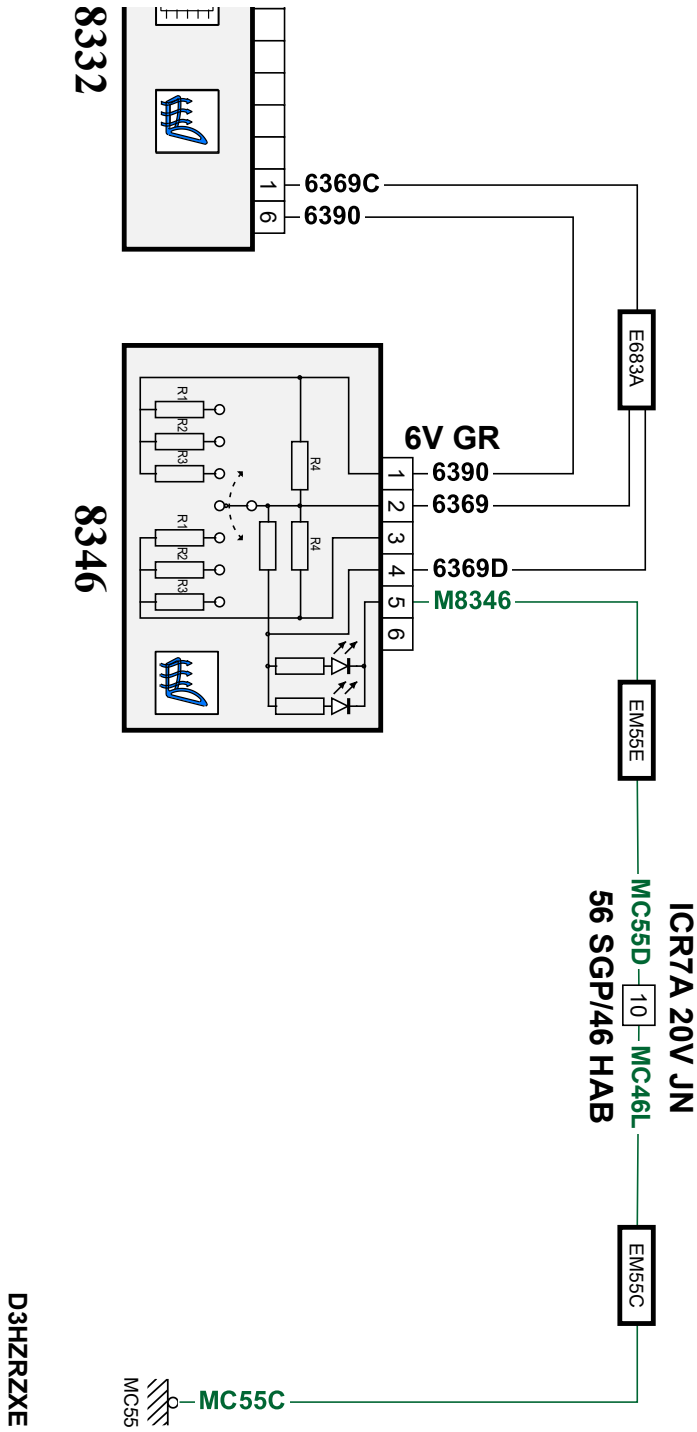 8332
1 6369C
6 6390
E683A
6V GR
1 6390
2 6369
3
4 6369D
5 M8346
6
R1
R2
R3
R4
R1
R2
R3
R4
8346
EM55E
ICR7A 20V JN
MC55D 10 MC46L
56 SGP/46 HAB
EM55C
MC55C
MC55
D3HZRZXE